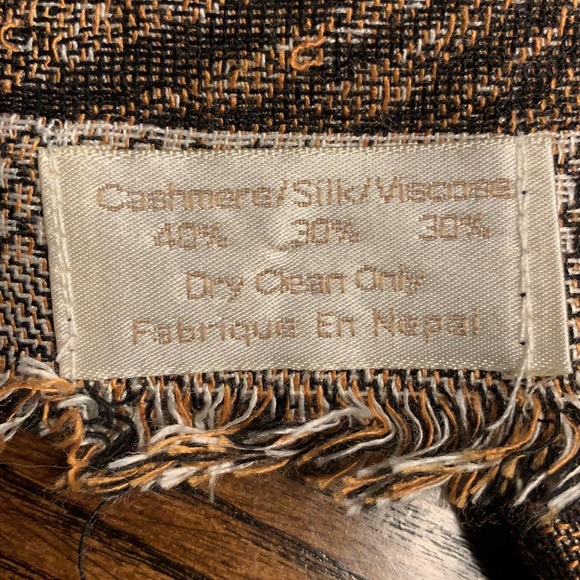 Cashmere/Silk/Viscose
40% 30% 30%
Dry Clean Only
Fabrique En Nepal